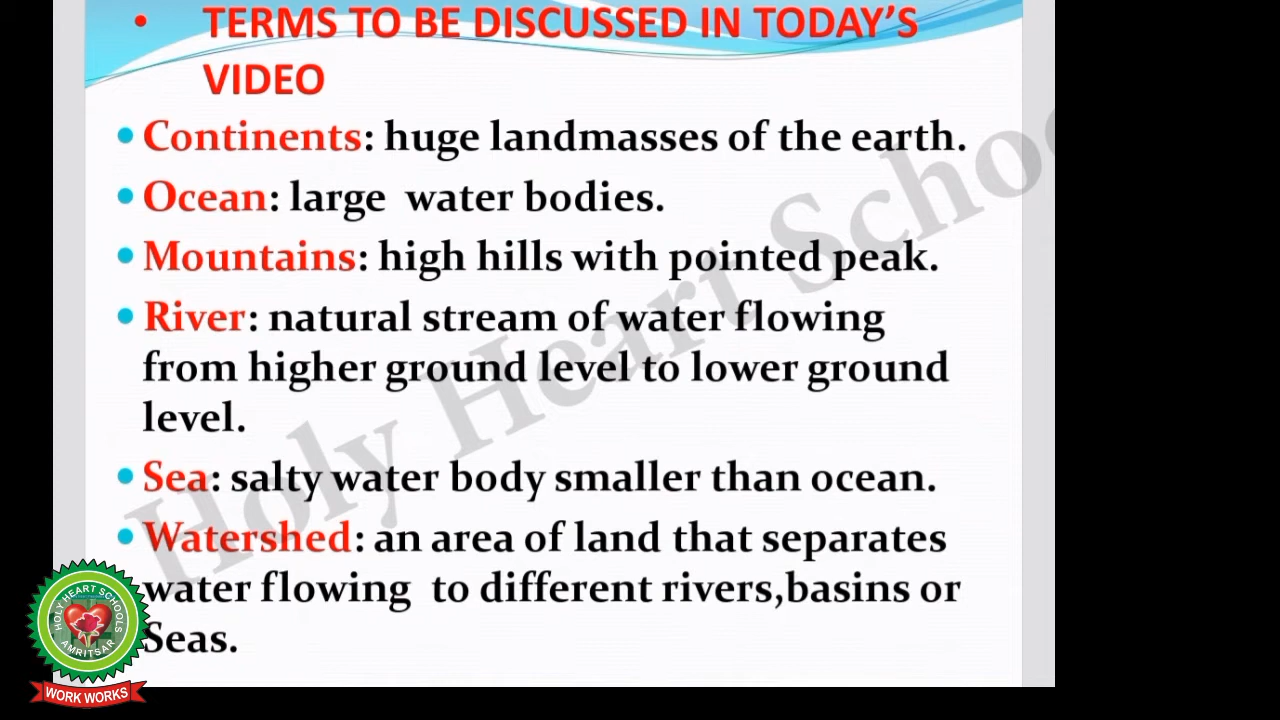 • TERMS TO BE DISCUSSED IN TODAY’S
VIDEO
• Continents: huge landmasses of the earth.
• Ocean: large water bodies.
• Mountains: high hills with pointed peak.
• River: natural stream of water flowing
from higher ground level to lower ground
level.
• Sea: salty water body smaller than ocean.
• Watershed: an area of land that separates
water flowing to different rivers,basins or
Seas.
Holy Heart Schoo
HOLY HEART SCHOOLS
AMRITSAR
WORK WORKS